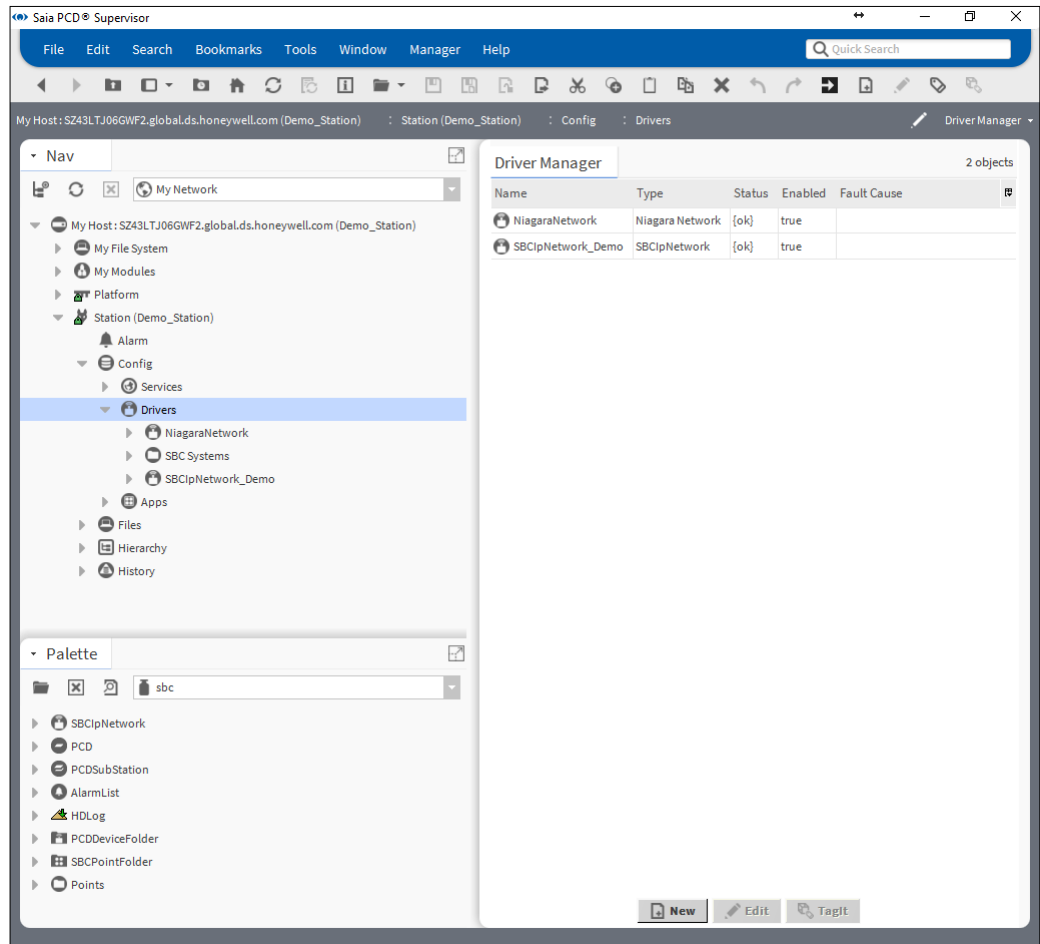 Saia PCD® Supervisor
File Edit Search Bookmarks Tools Window Manager Help Quick Search
My Host : SZ43LTJ06GWF2.global.ds.honeywell.com (Demo_Station) : Station (Demo_Station) : Config : Drivers Driver Manager
Nav
My Network
My Host : SZ43LTJ06GWF2.global.ds.honeywell.com (Demo_Station)
My File System
My Modules
Platform
Station (Demo_Station)
Alarm
Config
Services
Drivers
NiagaraNetwork
SBC Systems
SBCIpNetwork_Demo
Apps
Files
Hierarchy
History
Palette
sbc
SBCIpNetwork
PCD
PCDSubStation
AlarmList
HDLog
PCDDeviceFolder
SBCPointFolder
Points
Driver Manager 2 objects
Name Type Status Enabled Fault Cause
NiagaraNetwork Niagara Network {ok} true
SBCIpNetwork_Demo SBCIpNetwork {ok} true
New Edit TagIt